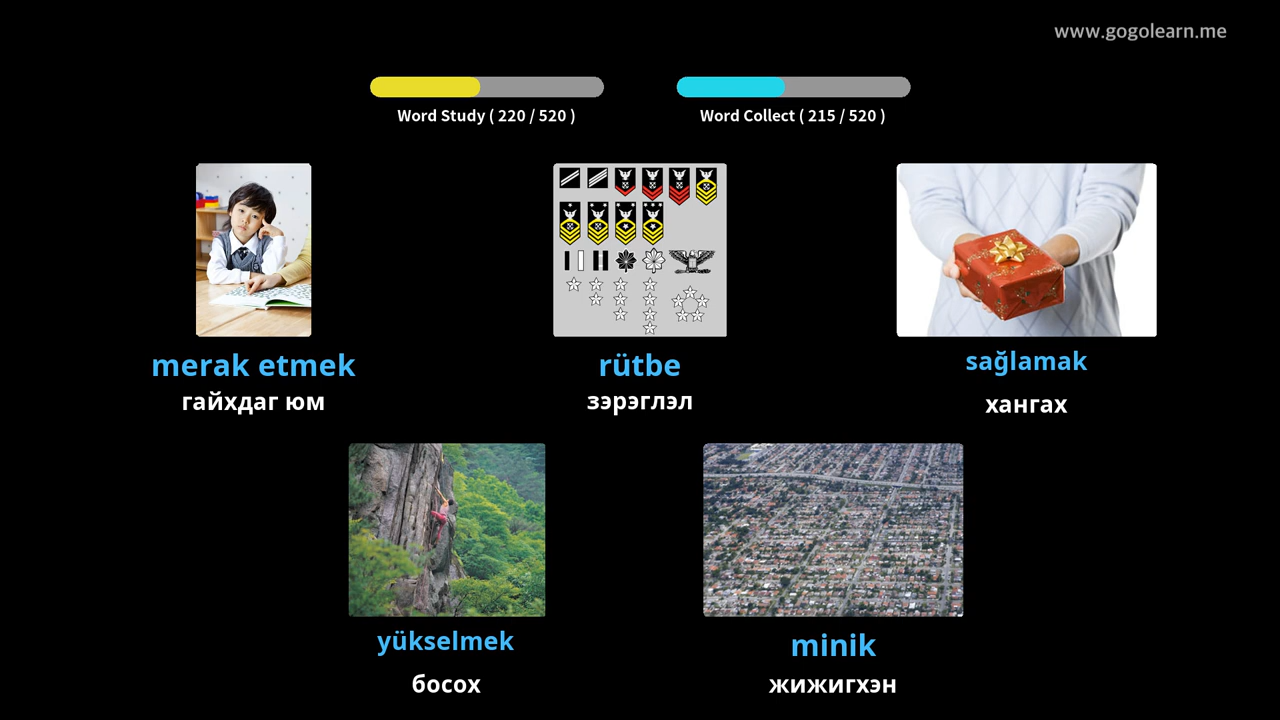 www.gogolearn.me
Word Study ( 220 / 520 )
Word Collect ( 215 / 520 )
merak etmek
гайхдаг юм
rütbe
зэрэглэл
sağlamak
хангах
yükselmek
босох
minik
жижигхэн